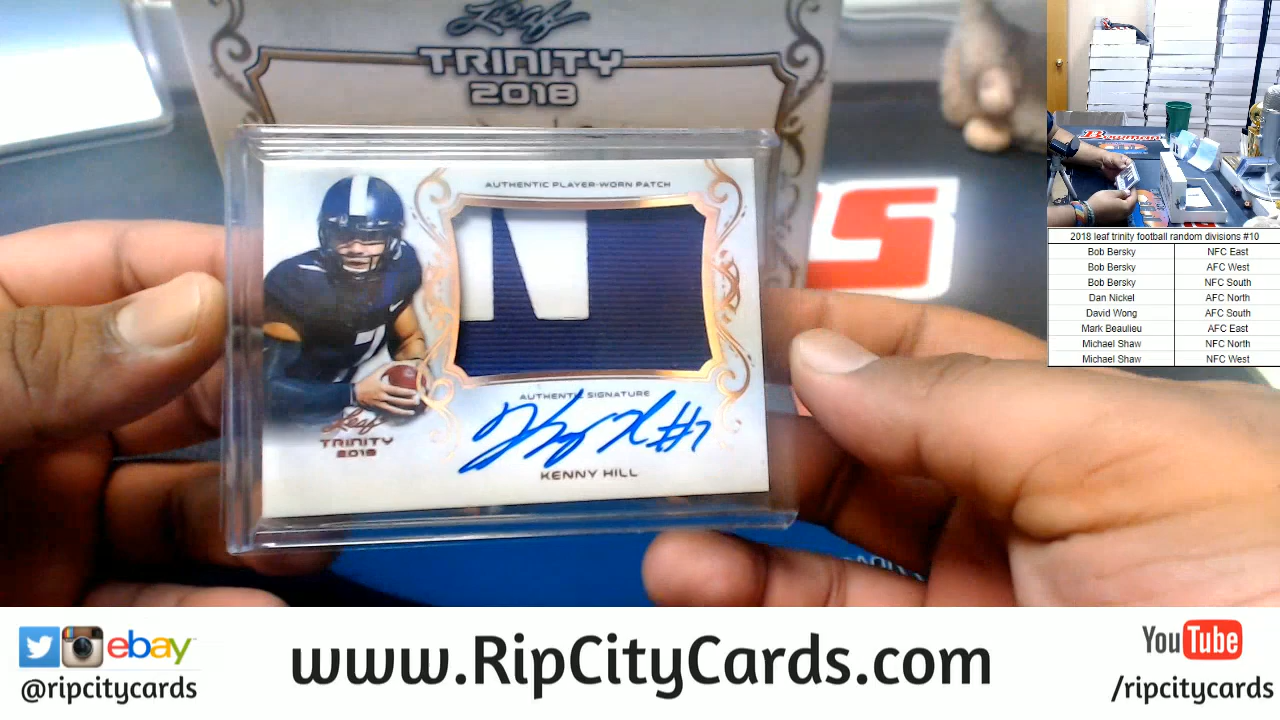 Leaf
TRINITY
2018
AUTHENTIC PLAYER-WORN PATCH
7
AUTHENTIC SIGNATURE
#7
KENNY HILL
Leaf
TRINITY
2018
Bowman
2018 leaf trinity football random divisions #10
Bob Bersky NFC East
Bob Bersky AFC West
Bob Bersky NFC South
Dan Nickel AFC North
David Wong AFC South
Mark Beaulieu AFC East
Michael Shaw NFC North
Michael Shaw NFC West
ebay
@ripcitycards
www.RipCityCards.com
YouTube
/ripcitycards